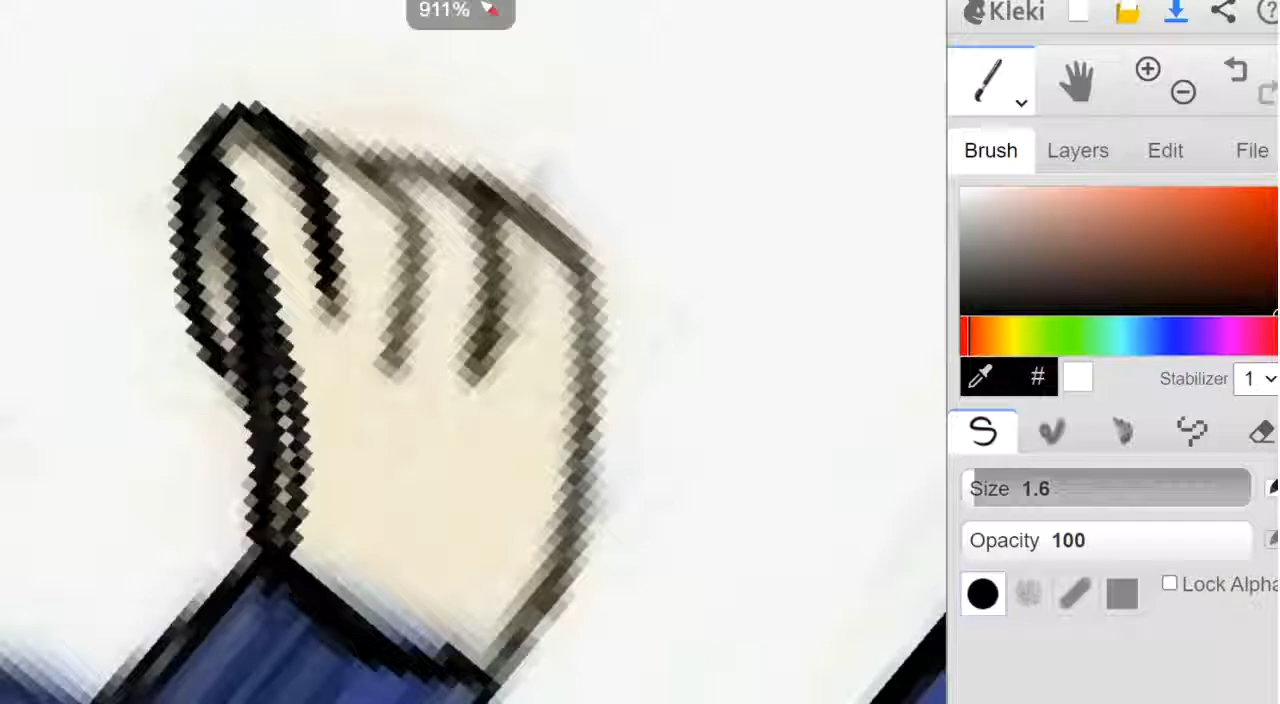 911%
Kleki
Brush Layers Edit File
#
Stabilizer 1
Size 1.6
Opacity 100
Lock Alpha